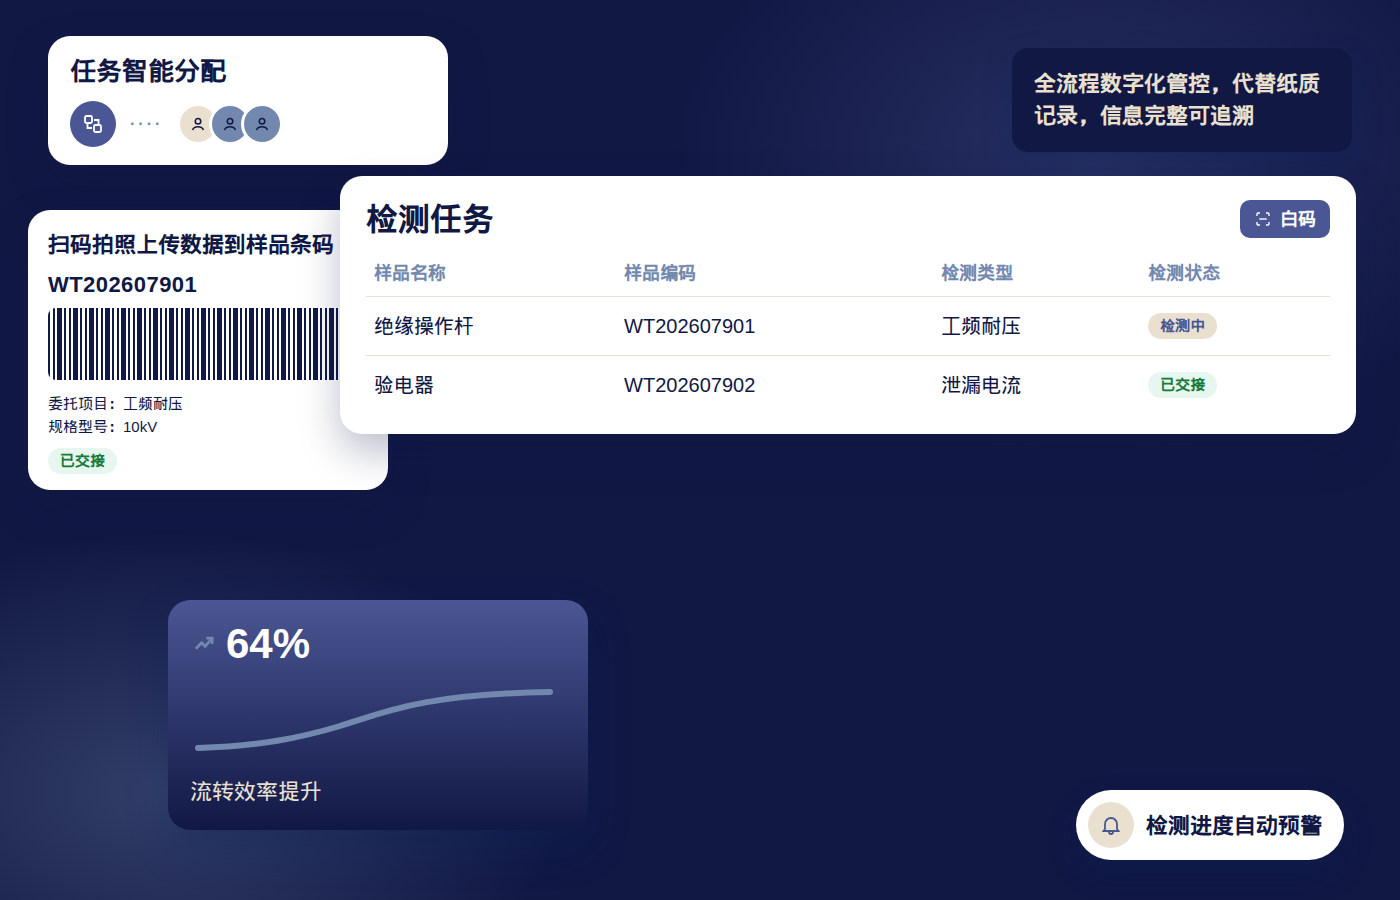 任务智能分配
全流程数字化管控，代替纸质
记录，信息完整可追溯
扫码拍照上传数据到样品条码
WT202607901
委托项目：工频耐压
规格型号：10kV
已交接
检测任务
白码
样品名称 样品编码 检测类型 检测状态
绝缘操作杆 WT202607901 工频耐压 检测中
验电器 WT202607902 泄漏电流 已交接
64%
流转效率提升
检测进度自动预警